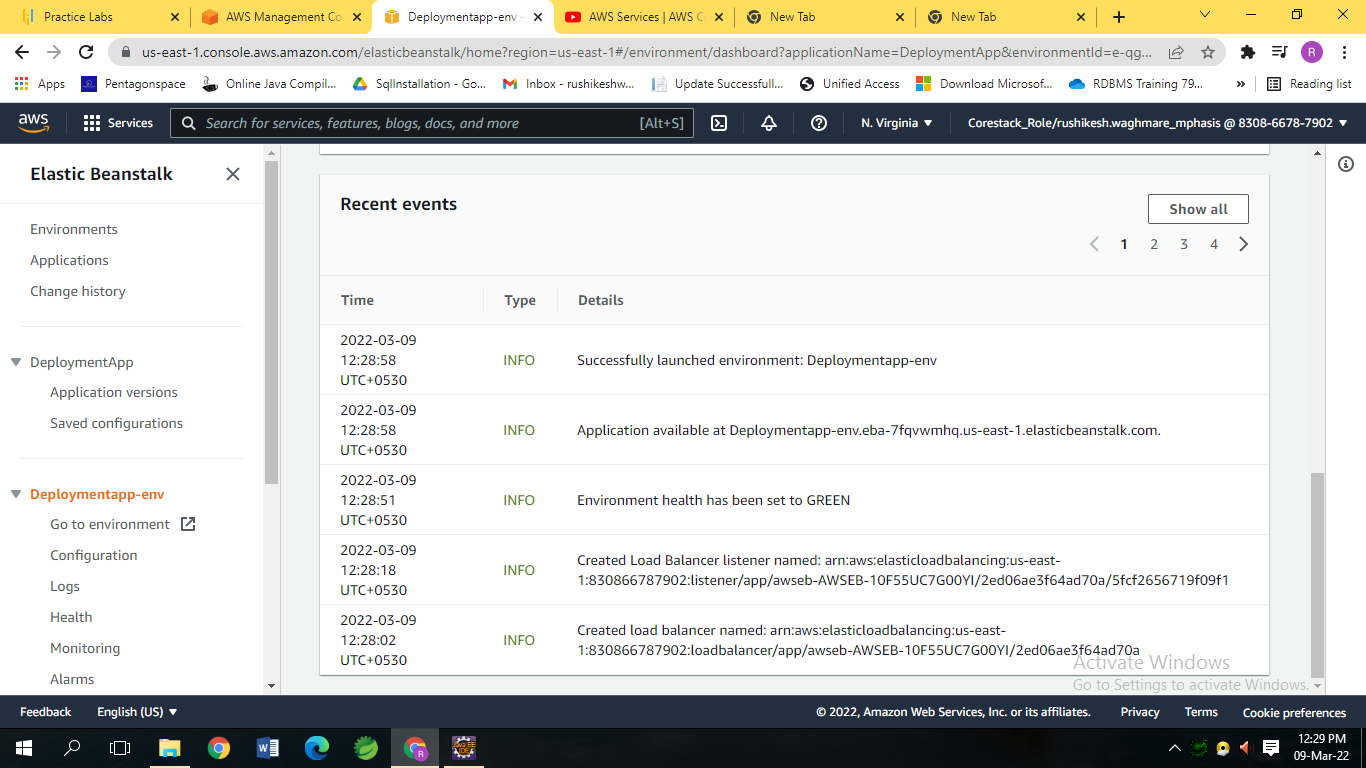 Practice Labs
AWS Management Co
Deploymentapp-env -
AWS Services | AWS C
New Tab
New Tab
us-east-1.console.aws.amazon.com/elasticbeanstalk/home?region=us-east-1#/environment/dashboard?applicationName=DeploymentApp&environmentId=e-qg...
R
Apps
Pentagonspace
Online Java Compil...
SqlInstallation - Go...
Inbox - rushikeshw...
Update Successfull...
Unified Access
Download Microsof...
RDBMS Training 79...
»
Reading list
aws
Services
Search for services, features, blogs, docs, and more
[Alt+S]
N. Virginia
Corestack_Role/rushikesh.waghmare_mphasis @ 8308-6678-7902
Elastic Beanstalk
Environments
Applications
Change history
DeploymentApp
Application versions
Saved configurations
Deploymentapp-env
Go to environment
Configuration
Logs
Health
Monitoring
Alarms
Recent events
Show all
1 2 3 4
Time Type Details
2022-03-09
12:28:58
UTC+0530
INFO
Successfully launched environment: Deploymentapp-env
2022-03-09
12:28:58
UTC+0530
INFO
Application available at Deploymentapp-env.eba-7fqvwmhq.us-east-1.elasticbeanstalk.com.
2022-03-09
12:28:51
UTC+0530
INFO
Environment health has been set to GREEN
2022-03-09
12:28:18
UTC+0530
INFO
Created Load Balancer listener named: arn:aws:elasticloadbalancing:us-east-
1:830866787902:listener/app/awseb-AWSEB-10F55UC7G00YI/2ed06ae3f64ad70a/5fcf2656719f09f1
2022-03-09
12:28:02
UTC+0530
INFO
Created load balancer named: arn:aws:elasticloadbalancing:us-east-
1:830866787902:loadbalancer/app/awseb-AWSEB-10F55UC7G00YI/2ed06ae3f64ad70a
Activate Windows
Go to Settings to activate Windows.
Feedback
English (US)
© 2022, Amazon Web Services, Inc. or its affiliates.
Privacy
Terms
Cookie preferences
R
Java EE
IDE
12:29 PM
09-Mar-22